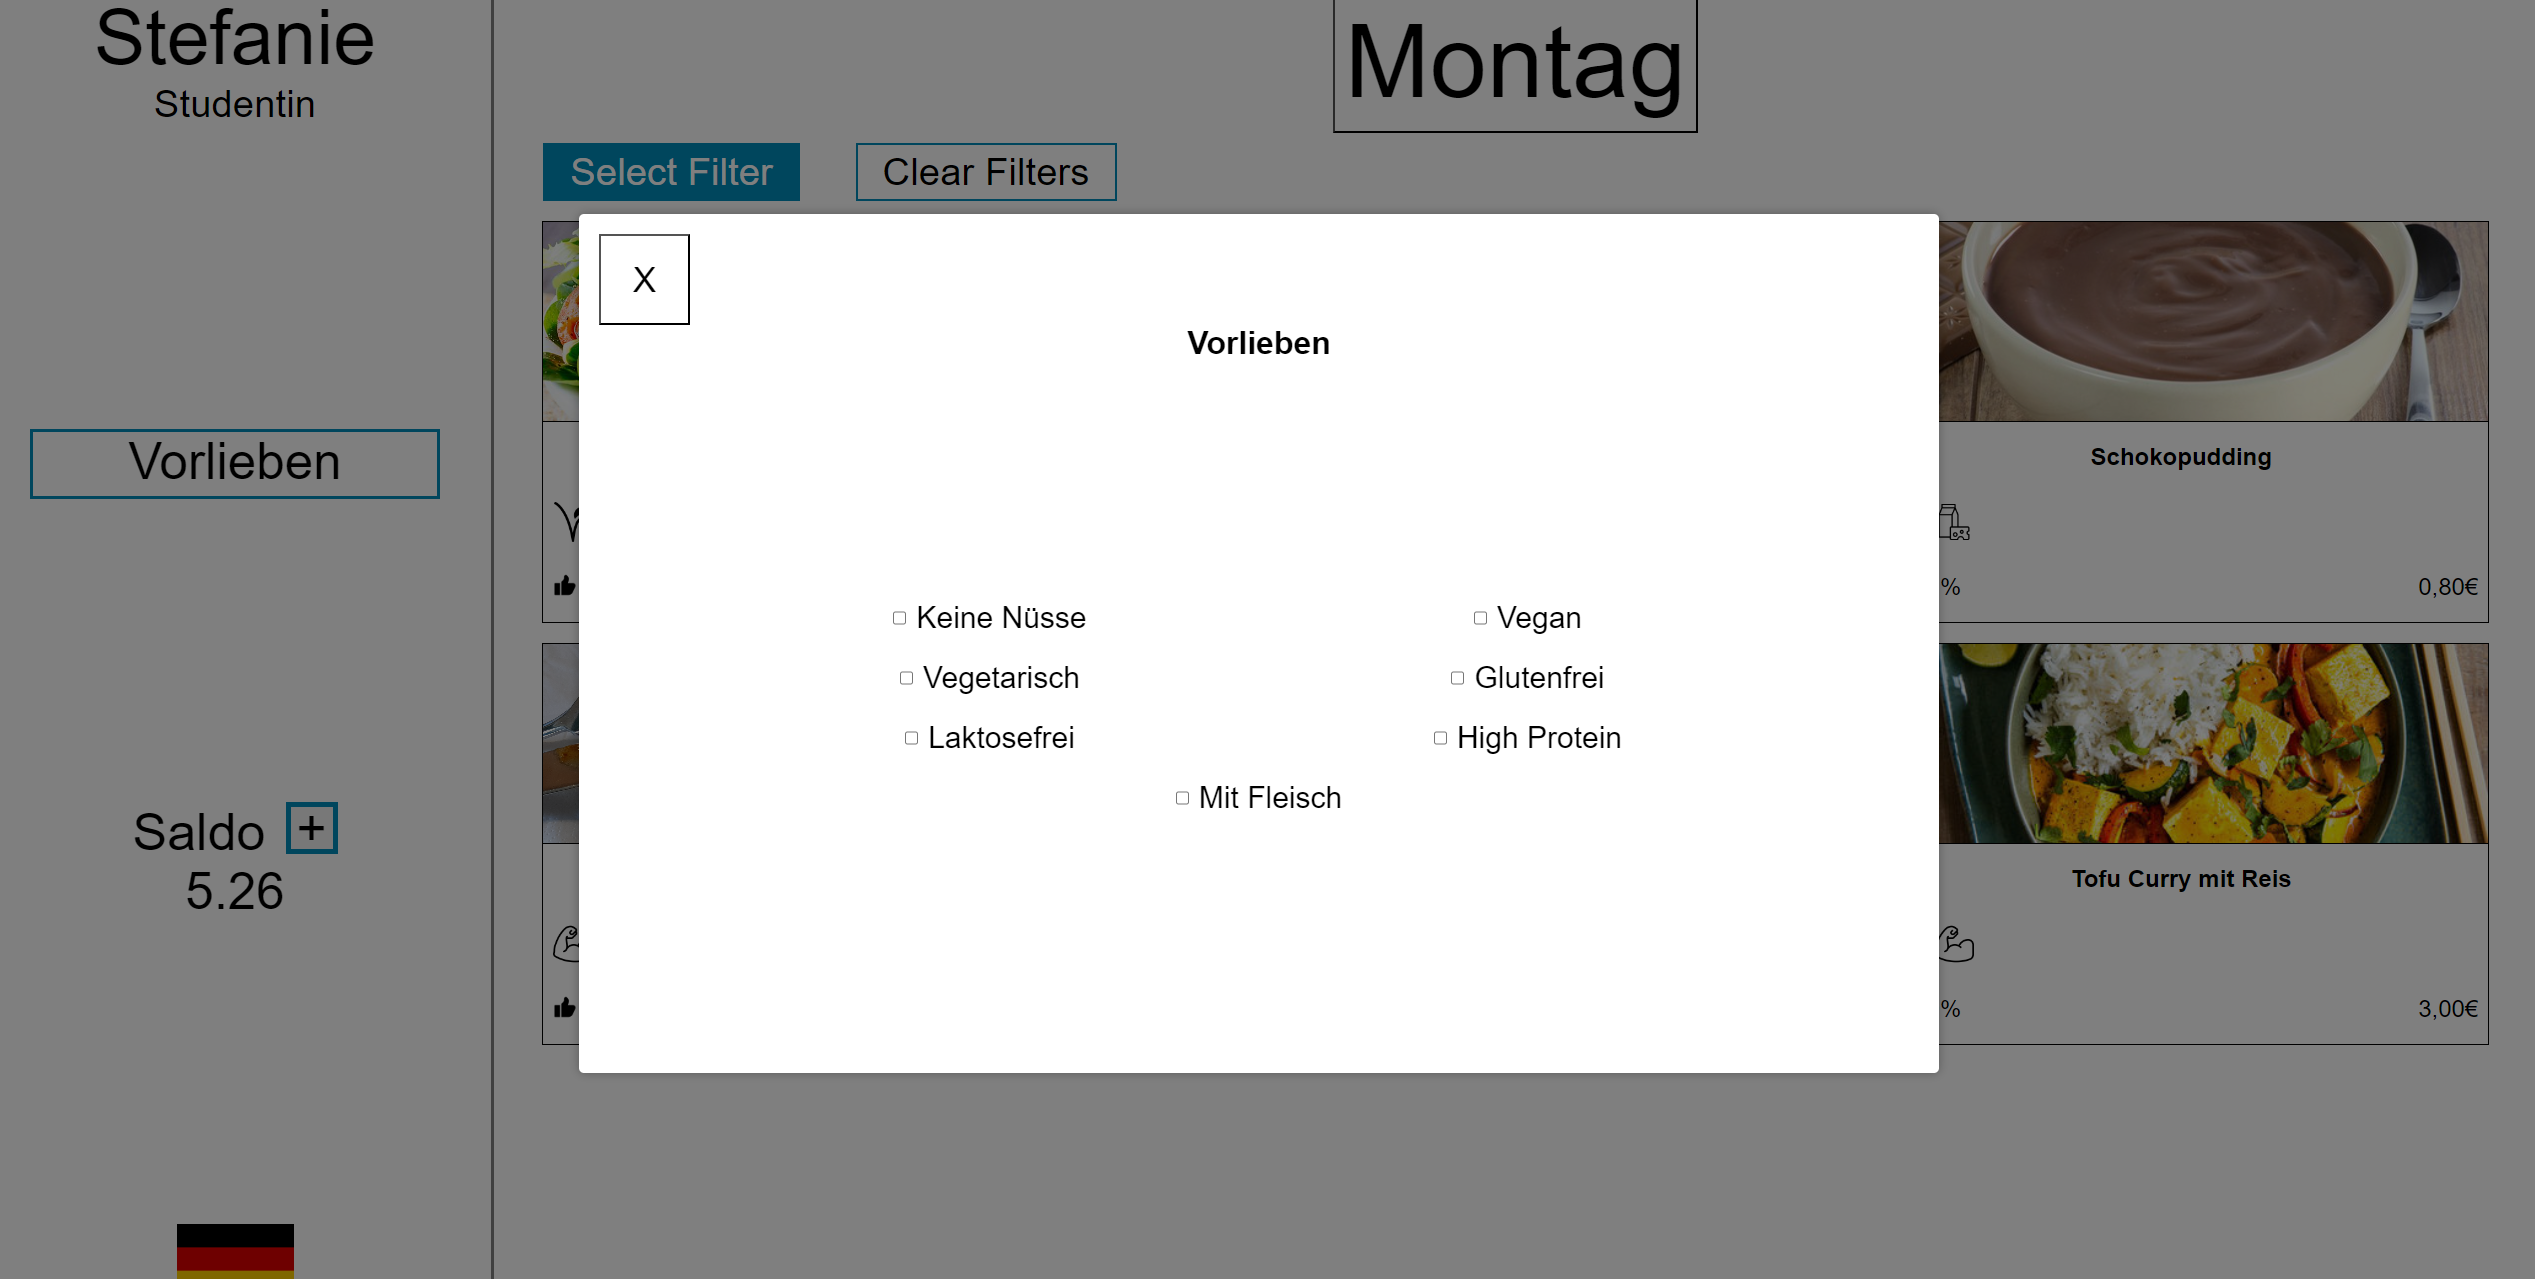 Stefanie
Studentin
Montag
Select Filter
Clear Filters
X
Vorlieben
Vorlieben
Keine Nüsse
Vegan
Vegetarisch
Glutenfrei
Laktosefrei
High Protein
Mit Fleisch
Schokopudding
%
0,80€
Saldo +
5.26
Tofu Curry mit Reis
%
3,00€